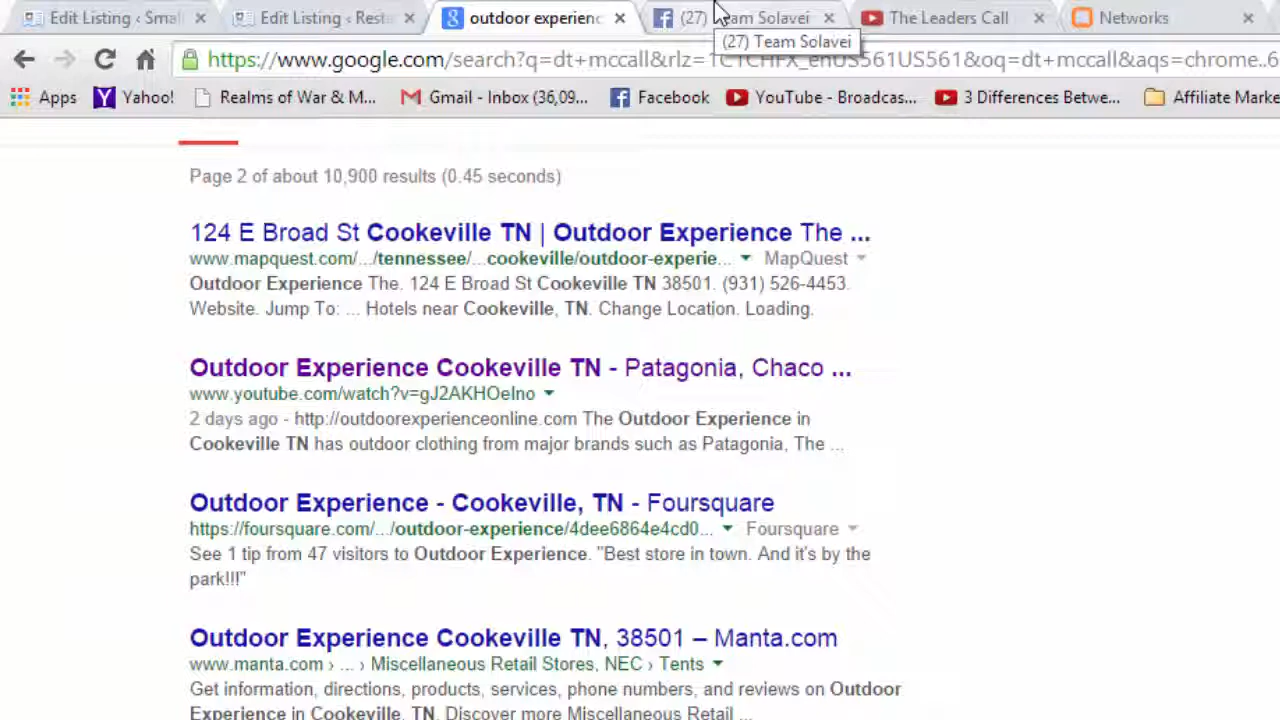 Edit Listing ‹ Small
Edit Listing ‹ Rest
outdoor experienc
(27) Team Solavei
The Leaders Call
Networks
(27) Team Solavei
https://www.google.com/search?q=dt+mccall&rlz=1C1CHFX_enUS561US561&oq=dt+mccall&aqs=chrome..6
Apps
Yahoo!
Realms of War & M...
Gmail - Inbox (36,09...
Facebook
YouTube - Broadcas...
3 Differences Betwe...
Affiliate Marke
Page 2 of about 10,900 results (0.45 seconds)
124 E Broad St Cookeville TN | Outdoor Experience The ...
www.mapquest.com/.../tennessee/...cookeville/outdoor-experie... MapQuest
Outdoor Experience The. 124 E Broad St Cookeville TN 38501. (931) 526-4453.
Website. Jump To: ... Hotels near Cookeville, TN. Change Location. Loading.
Outdoor Experience Cookeville TN - Patagonia, Chaco ...
www.youtube.com/watch?v=gJ2AKHOelno
2 days ago - http://outdoorexperienceonline.com The Outdoor Experience in
Cookeville TN has outdoor clothing from major brands such as Patagonia, The ...
Outdoor Experience - Cookeville, TN - Foursquare
https://foursquare.com/.../outdoor-experience/4dee6864e4cd0... Foursquare
See 1 tip from 47 visitors to Outdoor Experience. "Best store in town. And it's by the
park!!!"
Outdoor Experience Cookeville TN, 38501 – Manta.com
www.manta.com › ... › Miscellaneous Retail Stores, NEC › Tents
Get information, directions, products, services, phone numbers, and reviews on Outdoor
Experience in Cookeville, TN. Discover more Miscellaneous Retail ...